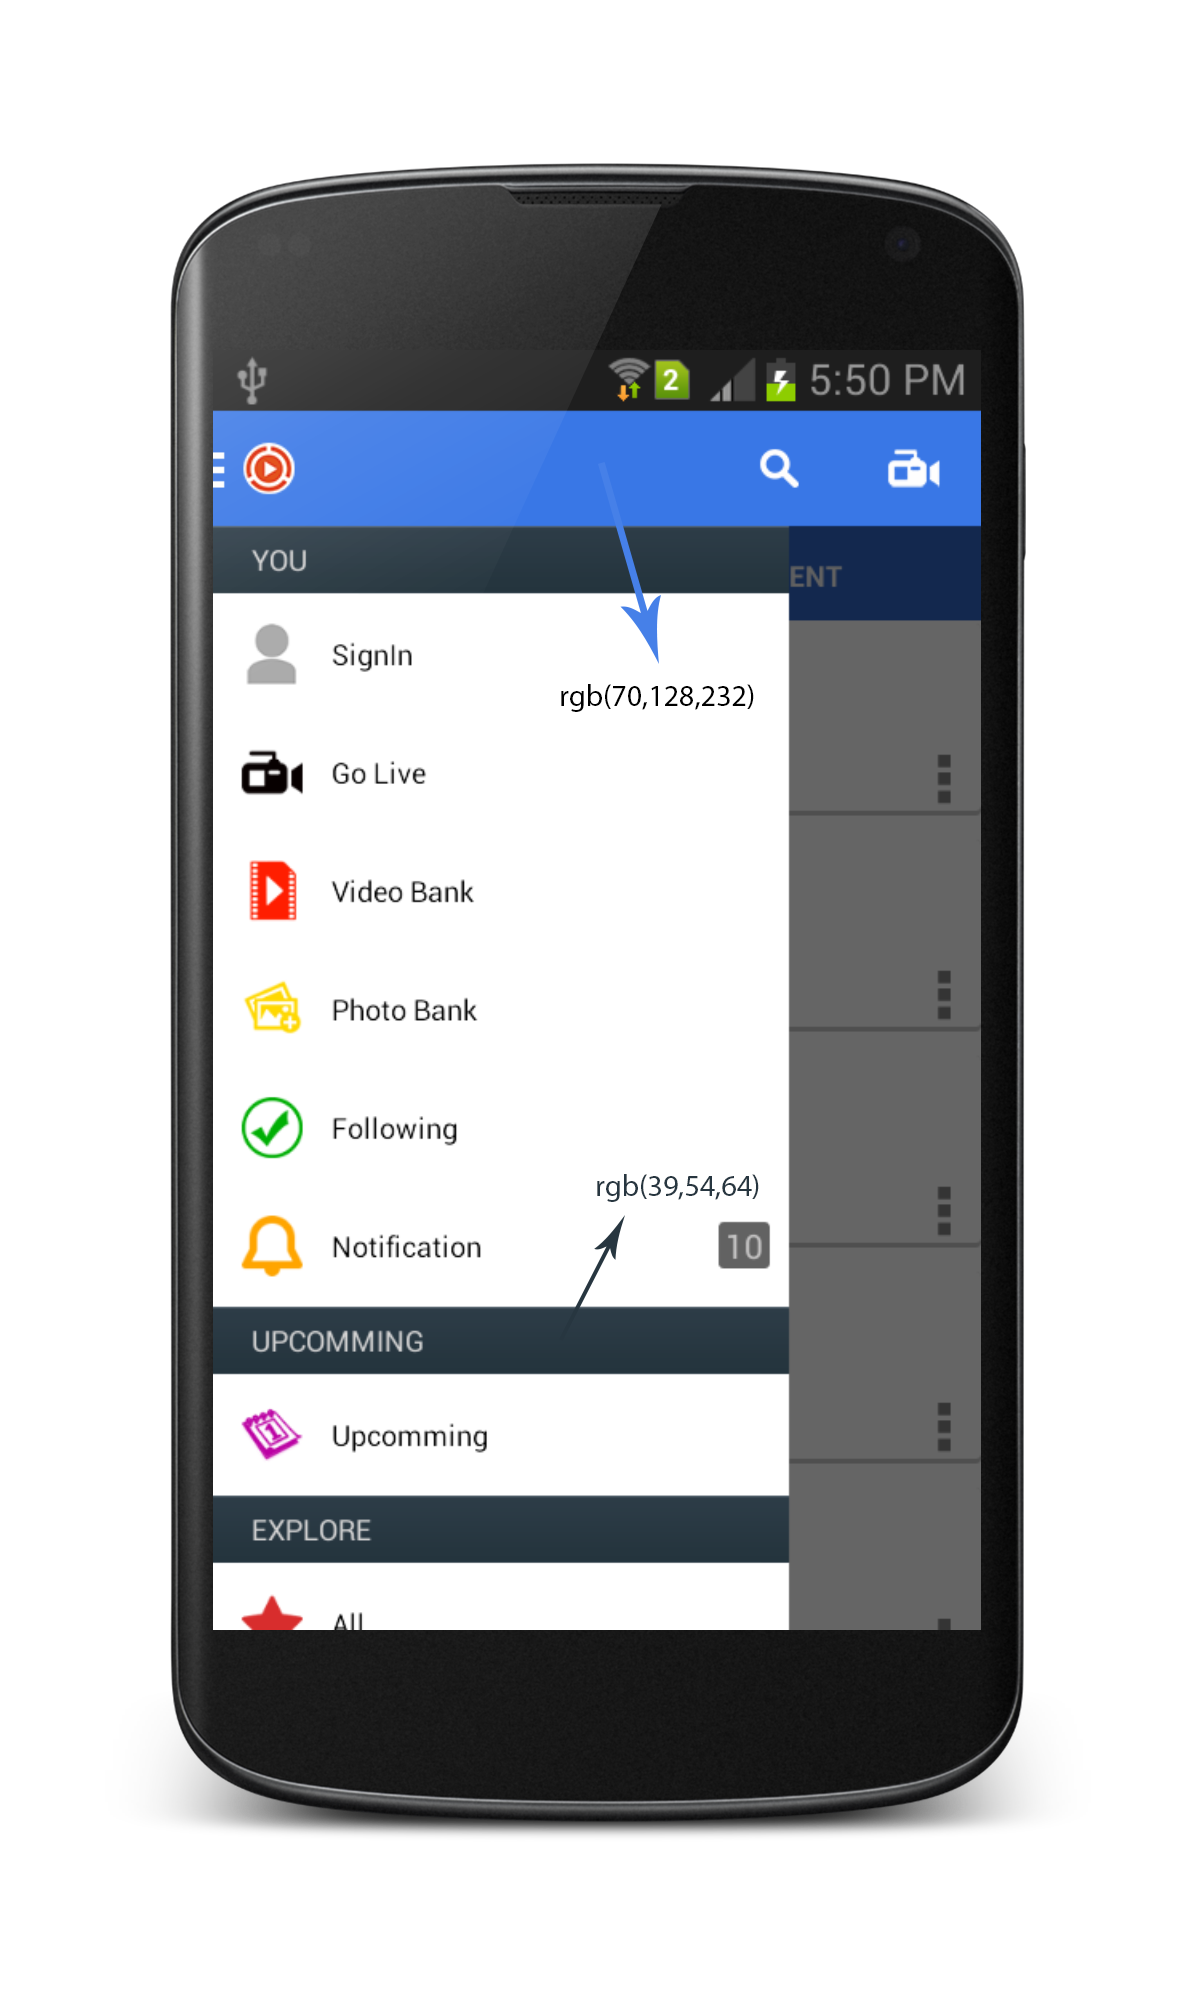 2 5:50 PM
YOU
ENT
SignIn
rgb(70,128,232)
Go Live
Video Bank
Photo Bank
Following
rgb(39,54,64)
Notification 10
UPCOMMING
1
Upcomming
EXPLORE
All